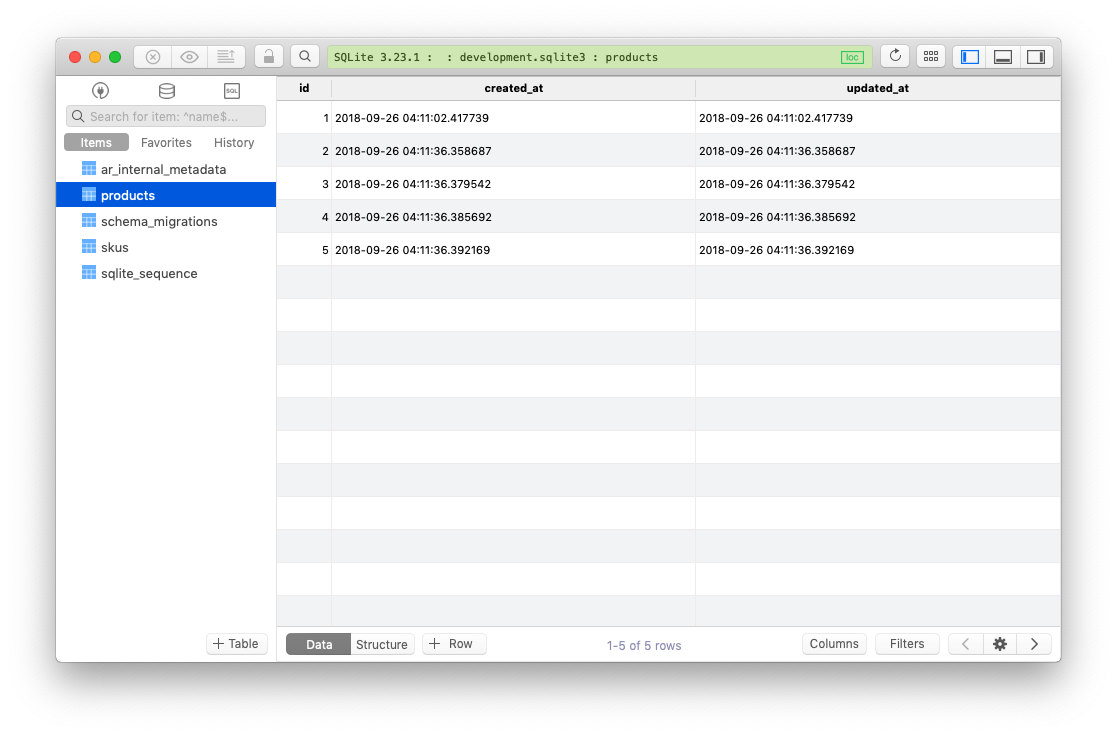 SQLite 3.23.1 :  : development.sqlite3 : products
loc
SQL
Search for item: ^name$...
Items Favorites History
ar_internal_metadata
products
schema_migrations
skus
sqlite_sequence
+ Table
id created_at updated_at
1 2018-09-26 04:11:02.417739 2018-09-26 04:11:02.417739
2 2018-09-26 04:11:36.358687 2018-09-26 04:11:36.358687
3 2018-09-26 04:11:36.379542 2018-09-26 04:11:36.379542
4 2018-09-26 04:11:36.385692 2018-09-26 04:11:36.385692
5 2018-09-26 04:11:36.392169 2018-09-26 04:11:36.392169
Data Structure + Row 1-5 of 5 rows Columns Filters